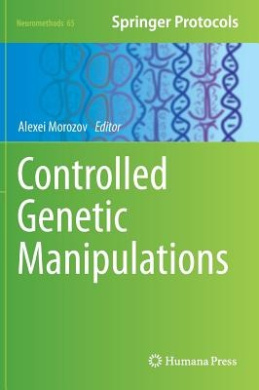 Neuromethods 65
Springer Protocols
Alexei Morozov Editor
Controlled
Genetic
Manipulations
Humana Press